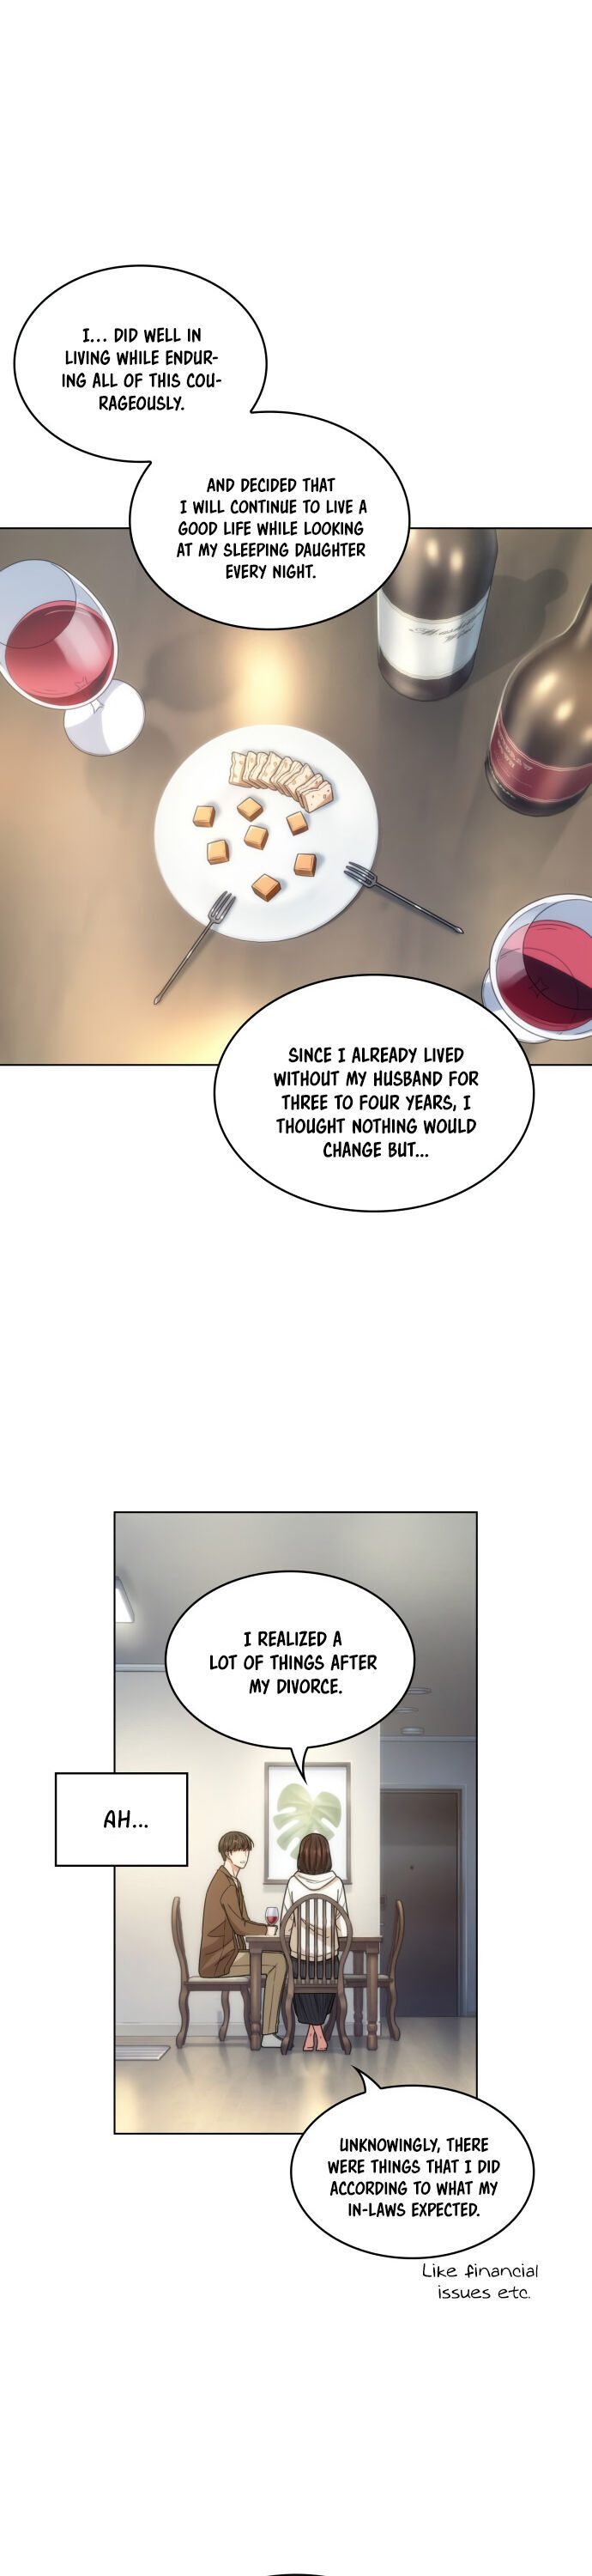 I... DID WELL IN
LIVING WHILE ENDUR-
ING ALL OF THIS COU-
RAGEOUSLY.
AND DECIDED THAT
I WILL CONTINUE TO LIVE A
GOOD LIFE WHILE LOOKING
AT MY SLEEPING DAUGHTER
EVERY NIGHT.
SINCE I ALREADY LIVED
WITHOUT MY HUSBAND FOR
THREE TO FOUR YEARS, I
THOUGHT NOTHING WOULD
CHANGE BUT...
I REALIZED A
LOT OF THINGS AFTER
MY DIVORCE.
AH...
UNKNOWINGLY, THERE
WERE THINGS THAT I DID
ACCORDING TO WHAT MY
IN-LAWS EXPECTED.
Like financial
issues etc.